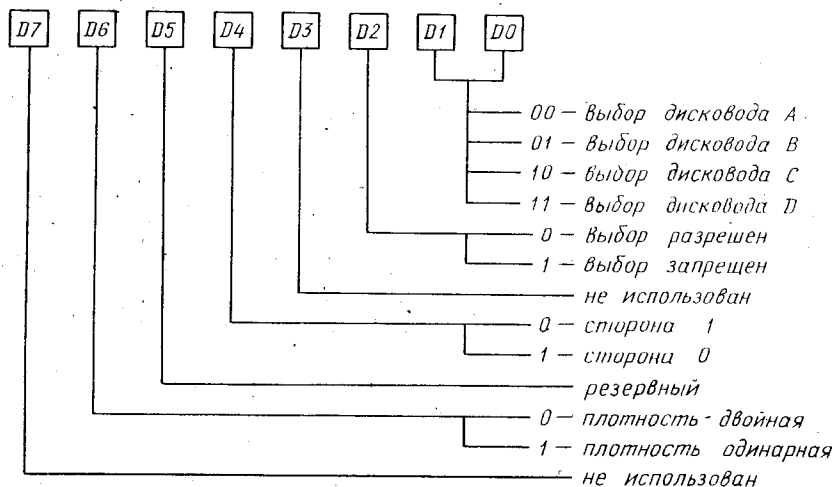 D7 D6 D5 D4 D3 D2 D1 D0
00 – выбор дисковода A
01 – выбор дисковода B
10 – выбор дисковода C
11 – выбор дисковода D
0 – выбор разрешен
1 – выбор запрещен
не использован
0 – сторона 1
1 – сторона 0
резервный
0 – плотность - двойная
1 – плотность одинарная
не использован